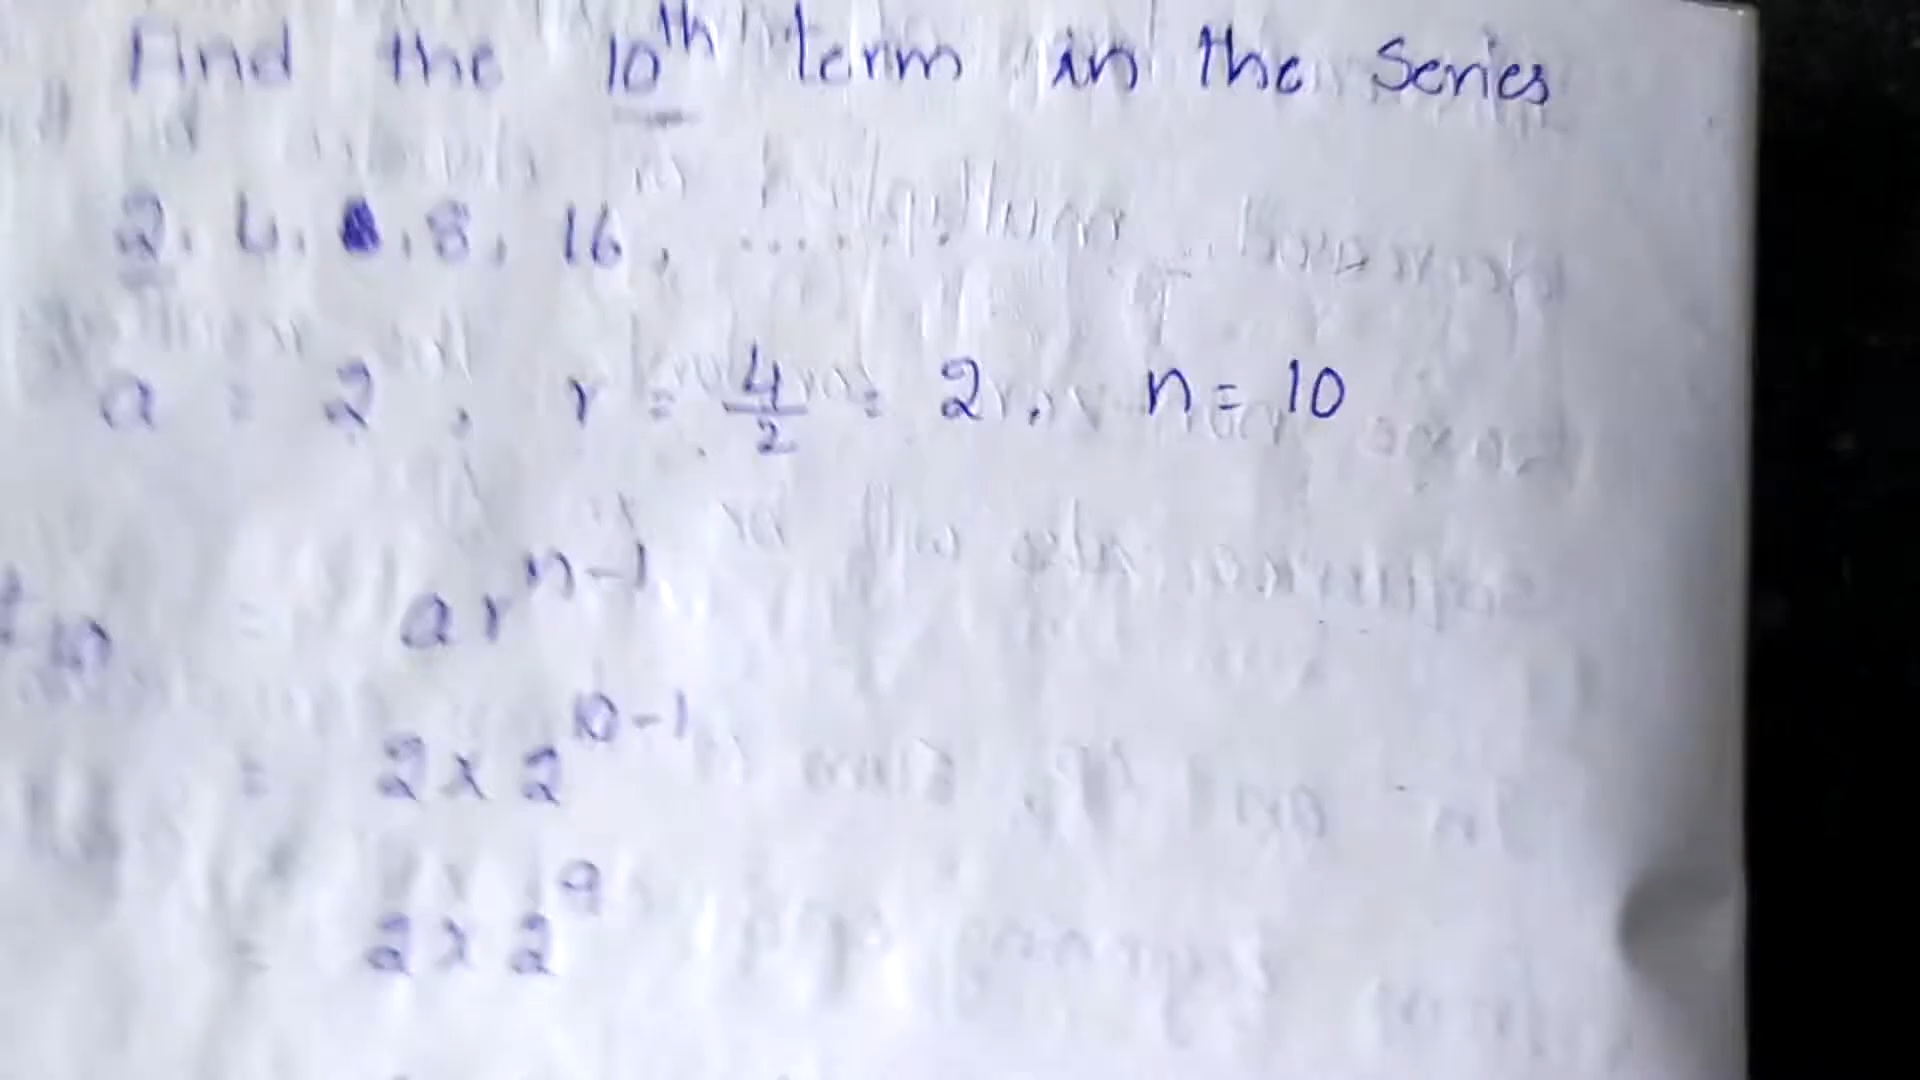 Find the 10th term in the Series
2, 4, 8, 16, .....
a = 2, r = 4/2 = 2, n = 10
t10 = ar^n-1
= 2 x 2^10-1
= 2 x 2^9